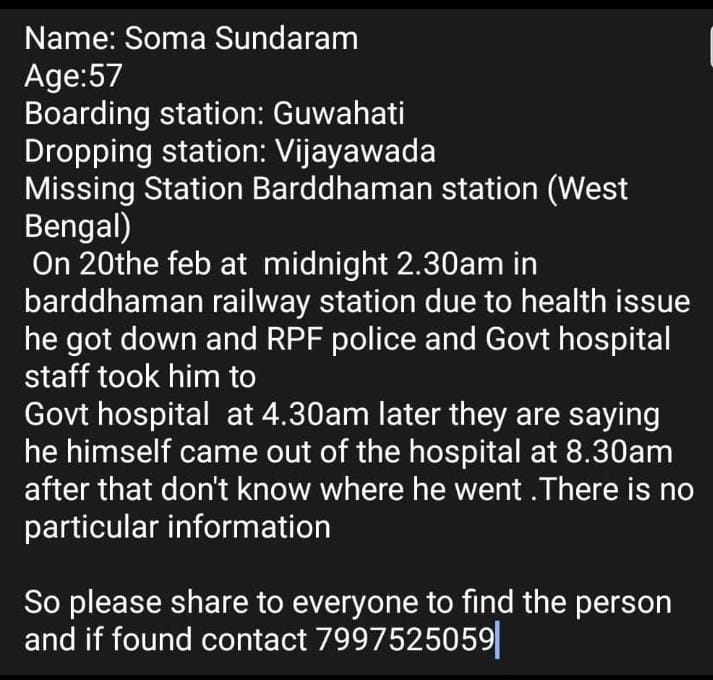 Name: Soma Sundaram
Age:57
Boarding station: Guwahati
Dropping station: Vijayawada
Missing Station Barddhaman station (West
Bengal)
On 20the feb at  midnight 2.30am in
barddhaman railway station due to health issue
he got down and RPF police and Govt hospital
staff took him to
Govt hospital  at 4.30am later they are saying
he himself came out of the hospital at 8.30am
after that don't know where he went .There is no
particular information
So please share to everyone to find the person
and if found contact 7997525059